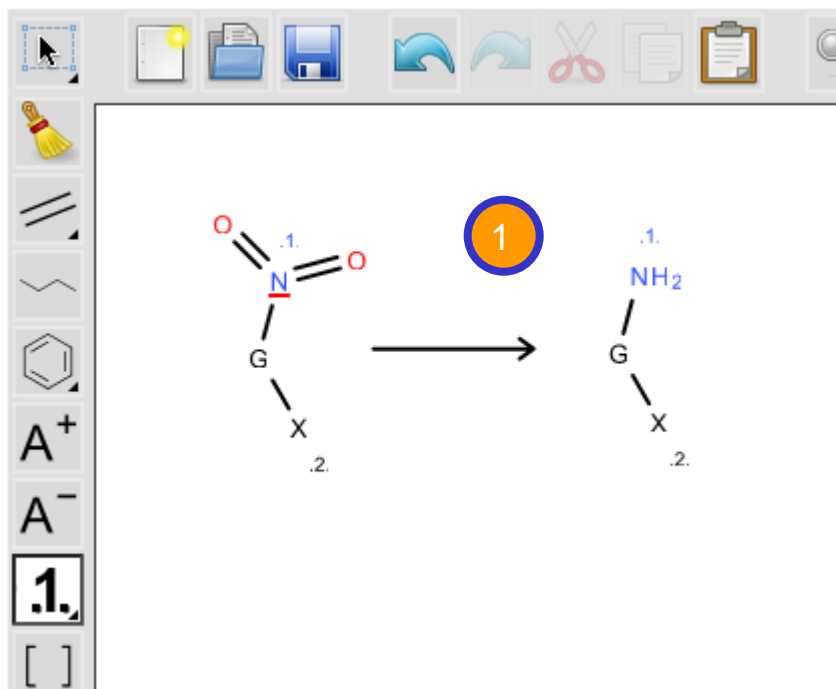 O
.1.
O
N
G
X
.2.
1
.1.
NH2
G
X
.2.
A+
A−
.1.
[ ]